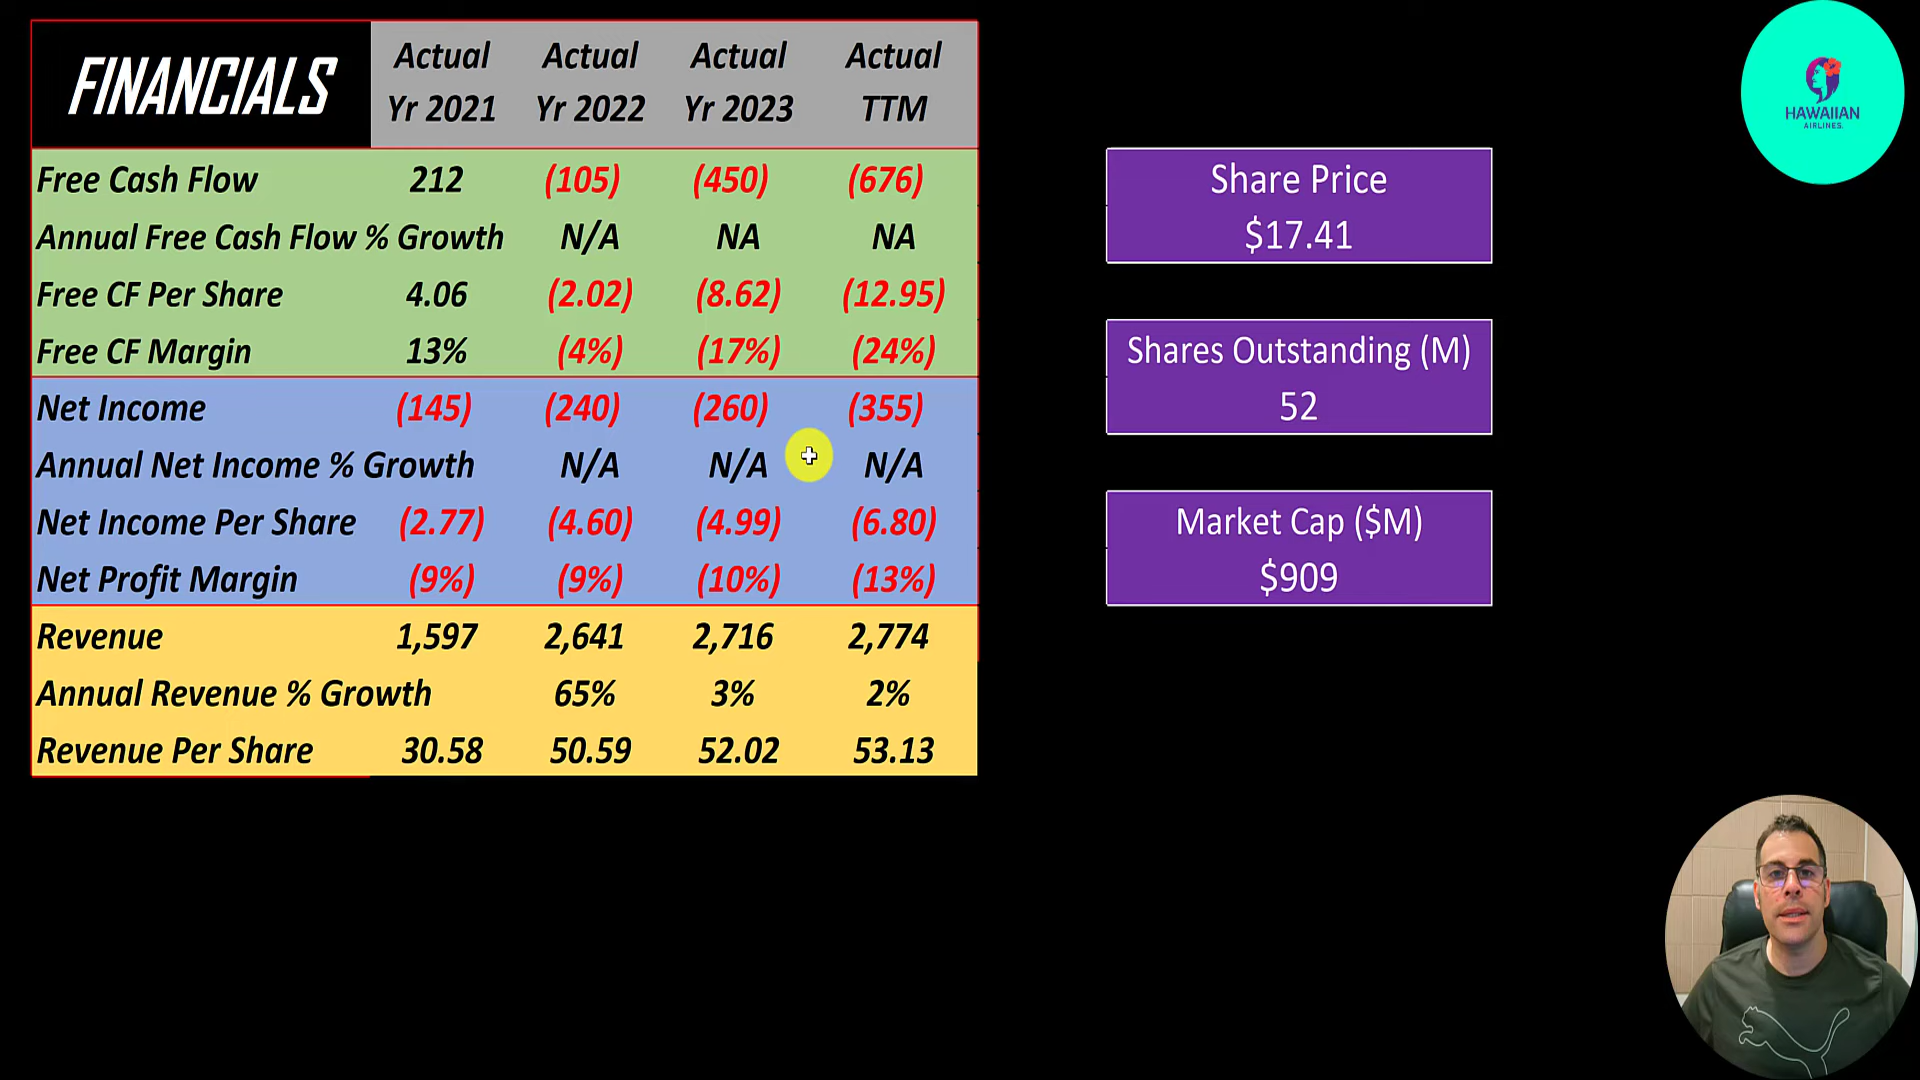 FINANCIALS
Actual Yr 2021
Actual Yr 2022
Actual Yr 2023
Actual TTM
Free Cash Flow 212 (105) (450) (676)
Annual Free Cash Flow % Growth N/A NA NA
Free CF Per Share 4.06 (2.02) (8.62) (12.95)
Free CF Margin 13% (4%) (17%) (24%)
Net Income (145) (240) (260) (355)
Annual Net Income % Growth N/A N/A N/A
Net Income Per Share (2.77) (4.60) (4.99) (6.80)
Net Profit Margin (9%) (9%) (10%) (13%)
Revenue 1,597 2,641 2,716 2,774
Annual Revenue % Growth 65% 3% 2%
Revenue Per Share 30.58 50.59 52.02 53.13
Share Price
$17.41
Shares Outstanding (M)
52
Market Cap ($M)
$909
HAWAIIAN
AIRLINES.